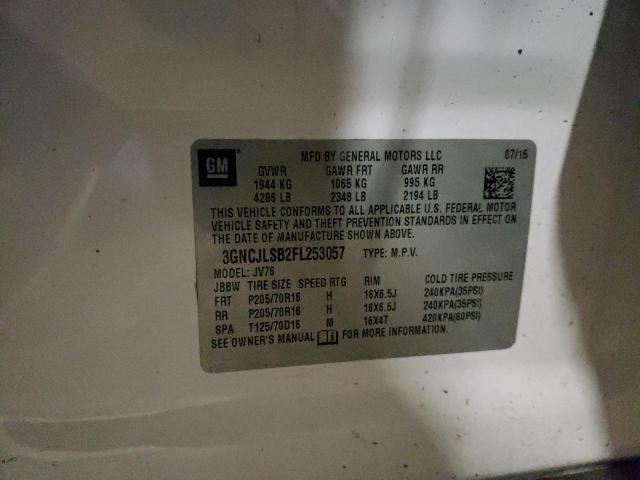 GM MFD BY GENERAL MOTORS LLC 07/15
GVWR GAWR FRT GAWR RR
1944 KG 1065 KG 995 KG
4286 LB 2348 LB 2194 LB
THIS VEHICLE CONFORMS TO ALL APPLICABLE U.S. FEDERAL MOTOR
VEHICLE SAFETY AND THEFT PREVENTION STANDARDS IN EFFECT ON
THE DATE OF MANUFACTURE SHOWN ABOVE.
3GNCJLSB2FL253057 TYPE: M.P.V.
MODEL: JV76
JBBW TIRE SIZE SPEED RTG RIM COLD TIRE PRESSURE
FRT P205/70R16 H 16X6.5J 240KPA(35PSI)
RR P205/70R16 H 16X6.5J 240KPA(35PSI)
SPA T125/70D16 M 16X4T 420KPA(60PSI)
SEE OWNER'S MANUAL FOR MORE INFORMATION.